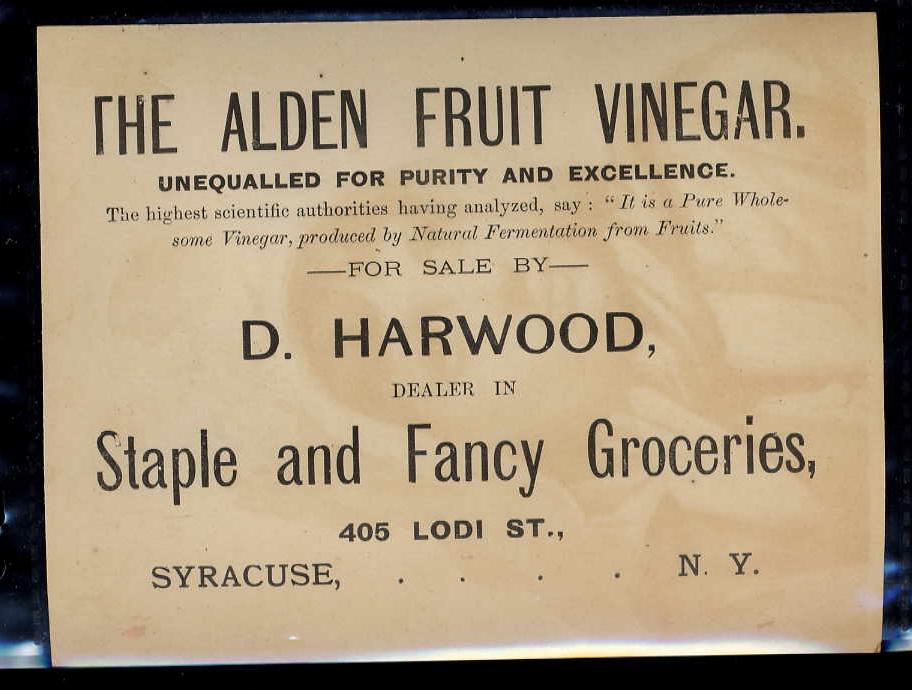 THE ALDEN FRUIT VINEGAR.
UNEQUALLED FOR PURITY AND EXCELLENCE.
The highest scientific authorities having analyzed, say : "It is a Pure Whole-
some Vinegar, produced by Natural Fermentation from Fruits."
—FOR SALE BY—
D. HARWOOD,
DEALER IN
Staple and Fancy Groceries,
405 LODI ST.,
SYRACUSE, . . . . N. Y.